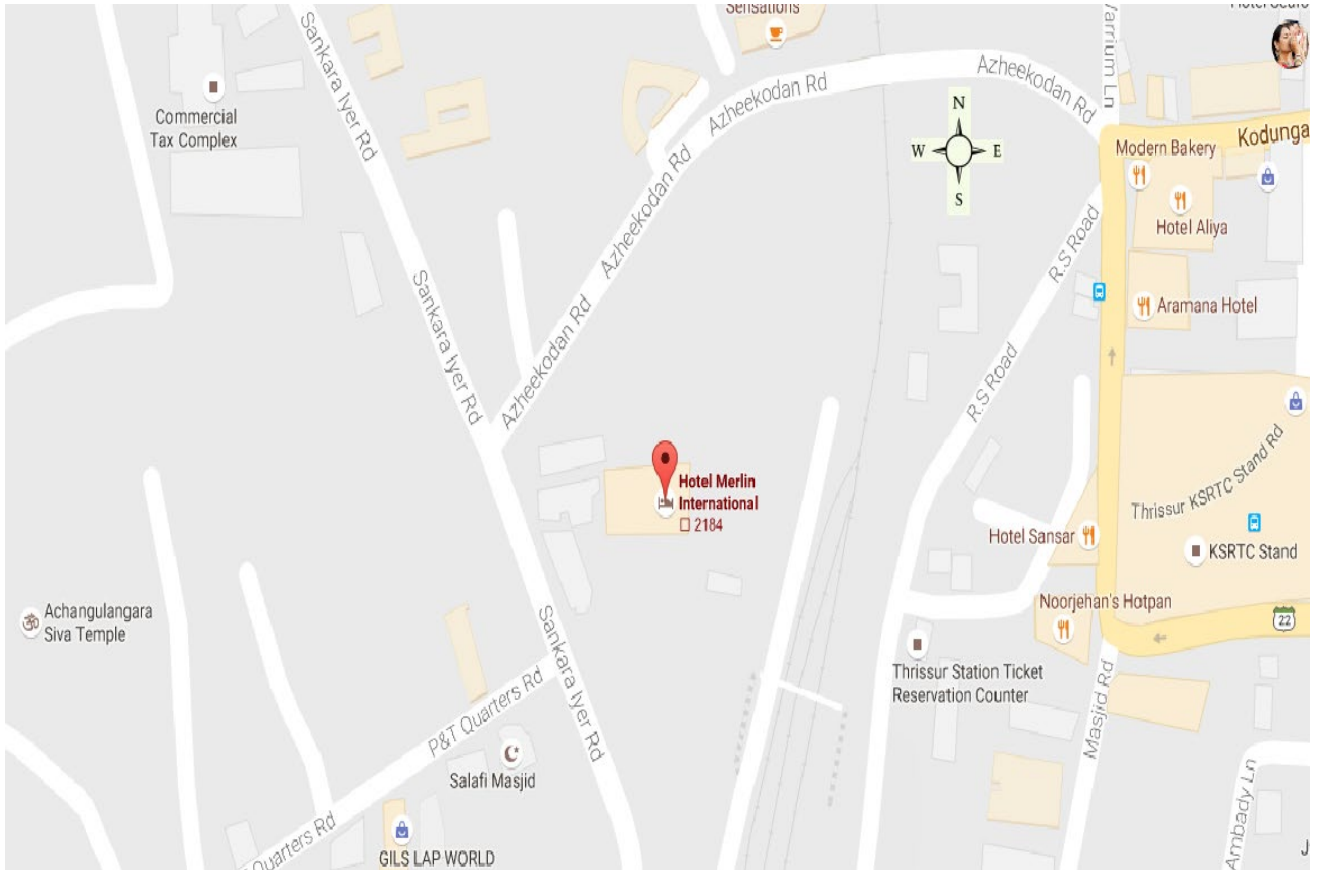 Sensations
Sankara Iyer Rd
Azheekodan Rd
Azheekodan Rd
Warrium Ln
Commercial
Tax Complex
N
W E
S
Modern Bakery
Kodunga
Azheekodan Rd
Hotel Aliya
R.S Road
Sankara Iyer Rd
Azheekodan Rd
Aramana Hotel
R.S Road
Hotel Merlin
International
2184
Thrissur KSRTC Stand Rd
Hotel Sansar
KSRTC Stand
Achangulangara
Siva Temple
Noorjehan's Hotpan
22
Sankara Iyer Rd
Thrissur Station Ticket
Reservation Counter
P&T Quarters Rd
Masjid Rd
Salafi Masjid
Ambady Ln
Quarters Rd
GILS LAP WORLD
J